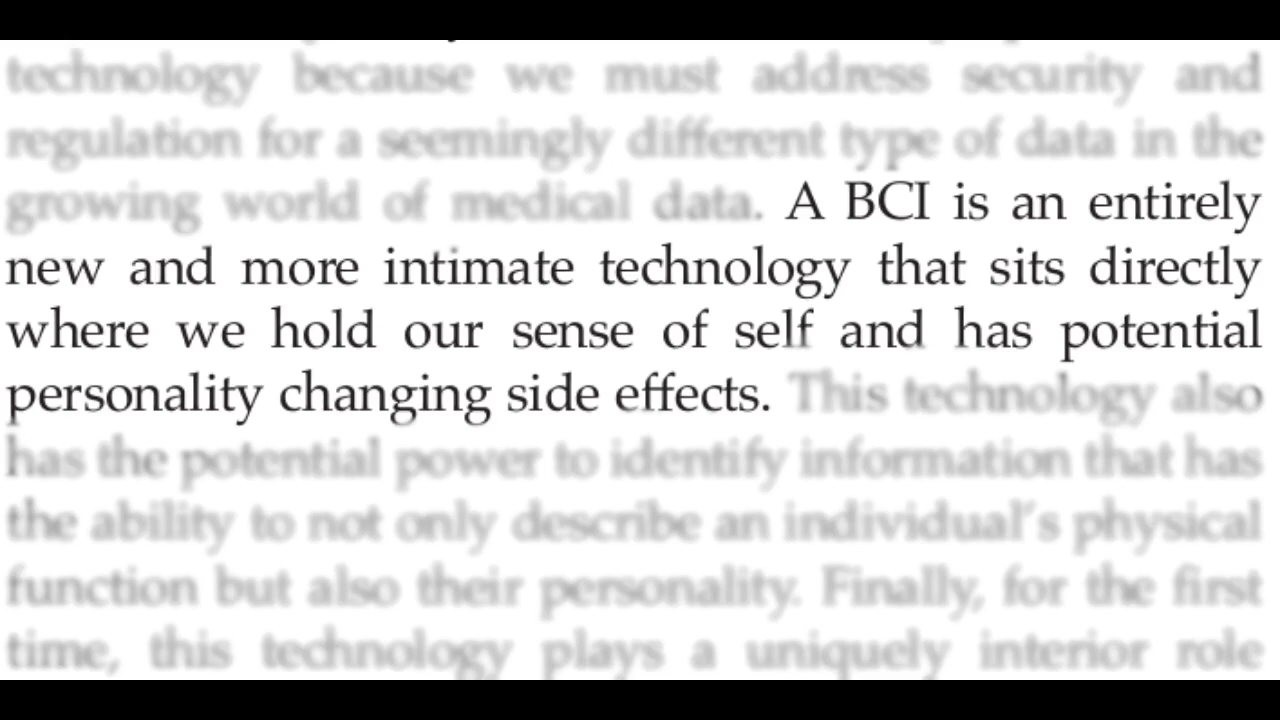 technology because we must address security and
regulation for a seemingly different type of data in the
growing world of medical data. A BCI is an entirely
new and more intimate technology that sits directly
where we hold our sense of self and has potential
personality changing side effects. This technology also
has the potential power to identify information that has
the ability to not only describe an individual's physical
function but also their personality. Finally, for the first
time, this technology plays a uniquely interior role